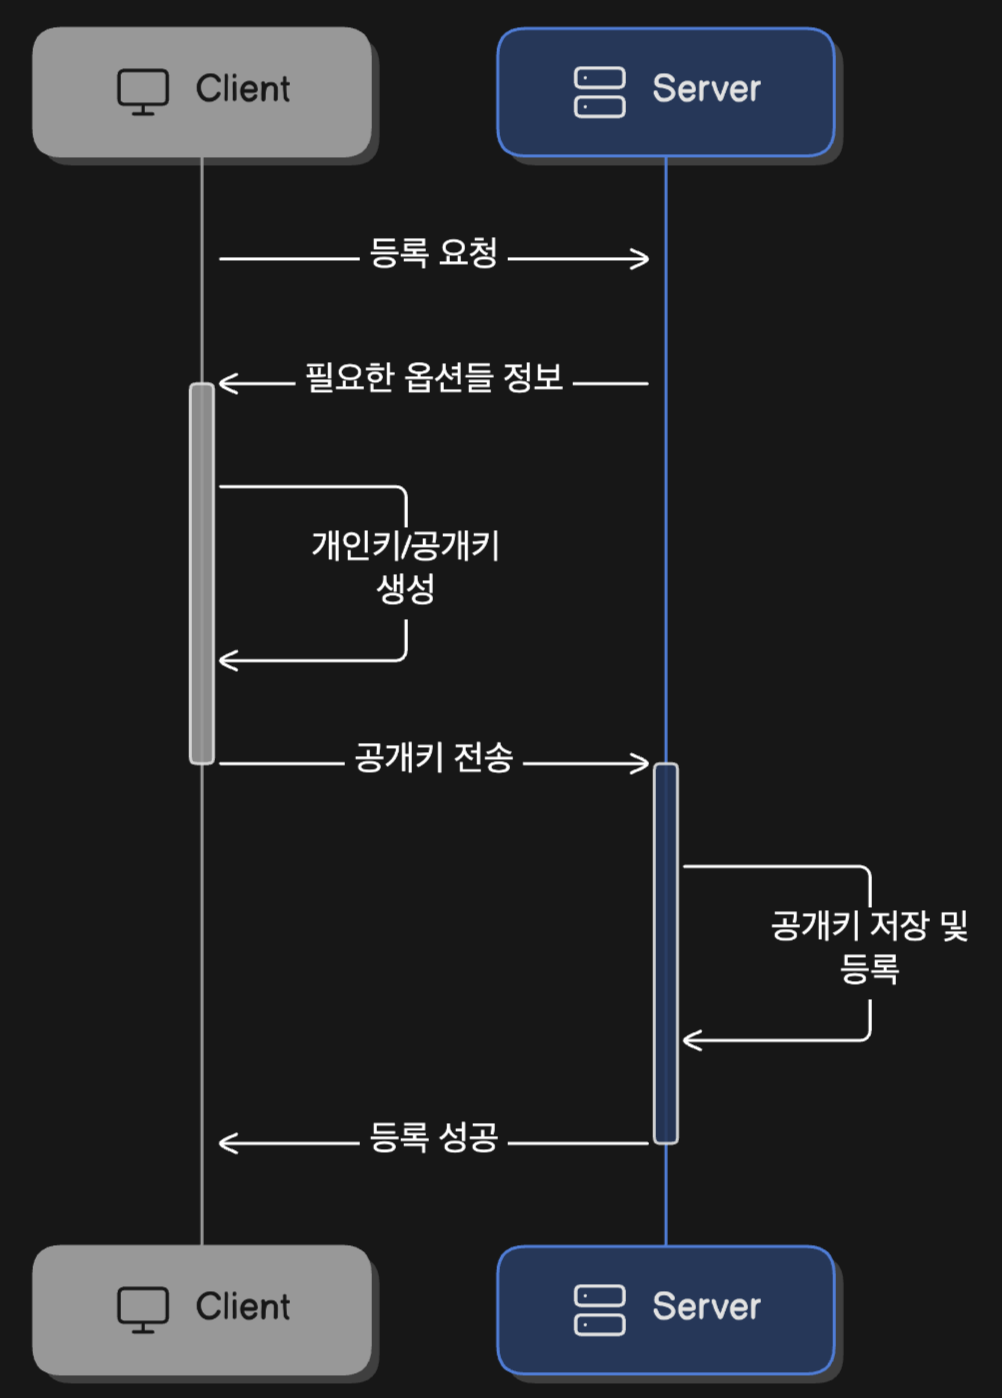 Client
Server
등록 요청
필요한 옵션들 정보
개인키/공개키
생성
공개키 전송
공개키 저장 및
등록
등록 성공
Client
Server